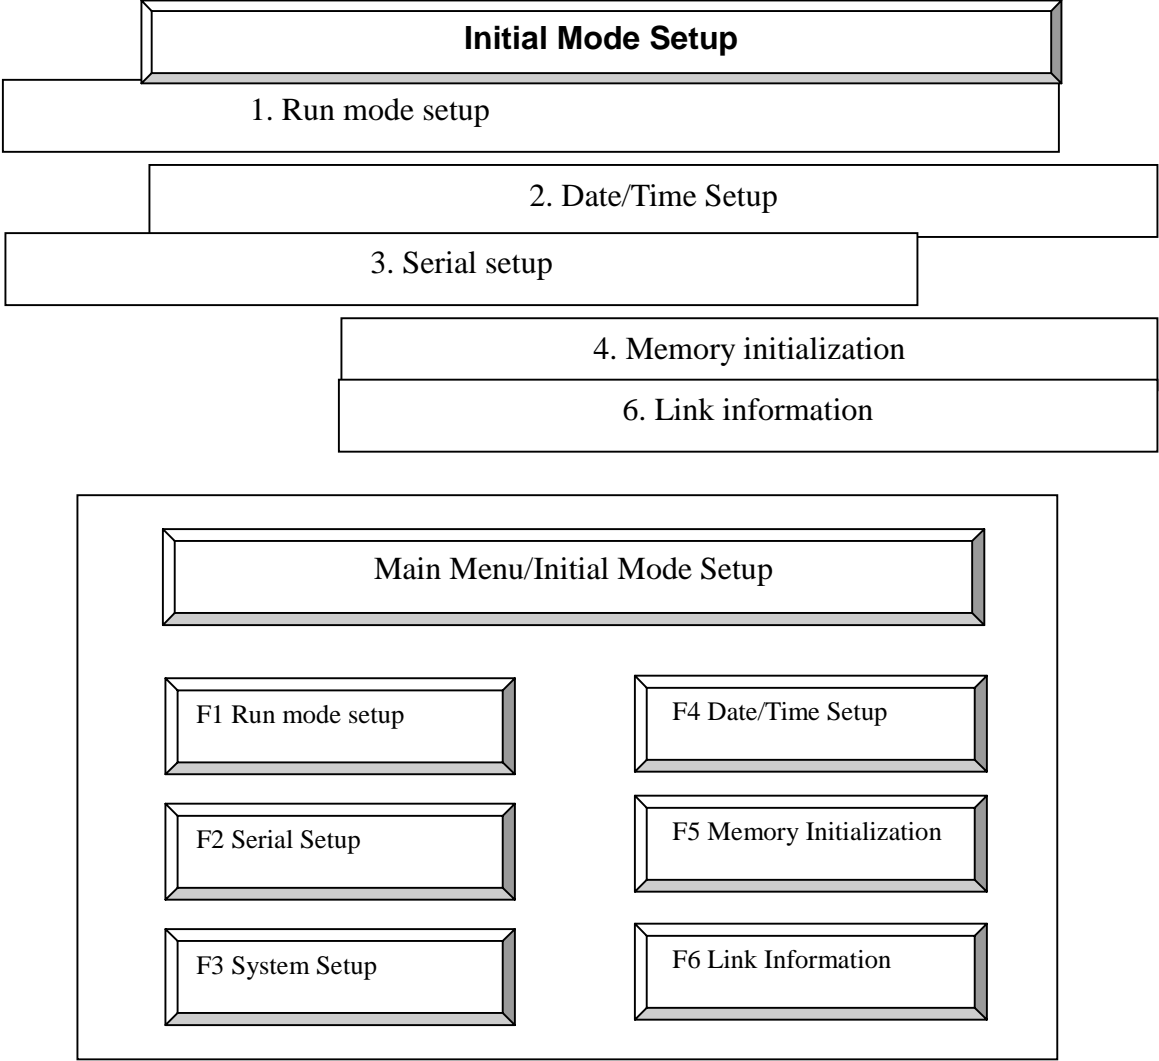 Initial Mode Setup
1. Run mode setup
2. Date/Time Setup
3. Serial setup
4. Memory initialization
6. Link information
Main Menu/Initial Mode Setup
F1 Run mode setup
F4 Date/Time Setup
F2 Serial Setup
F5 Memory Initialization
F3 System Setup
F6 Link Information